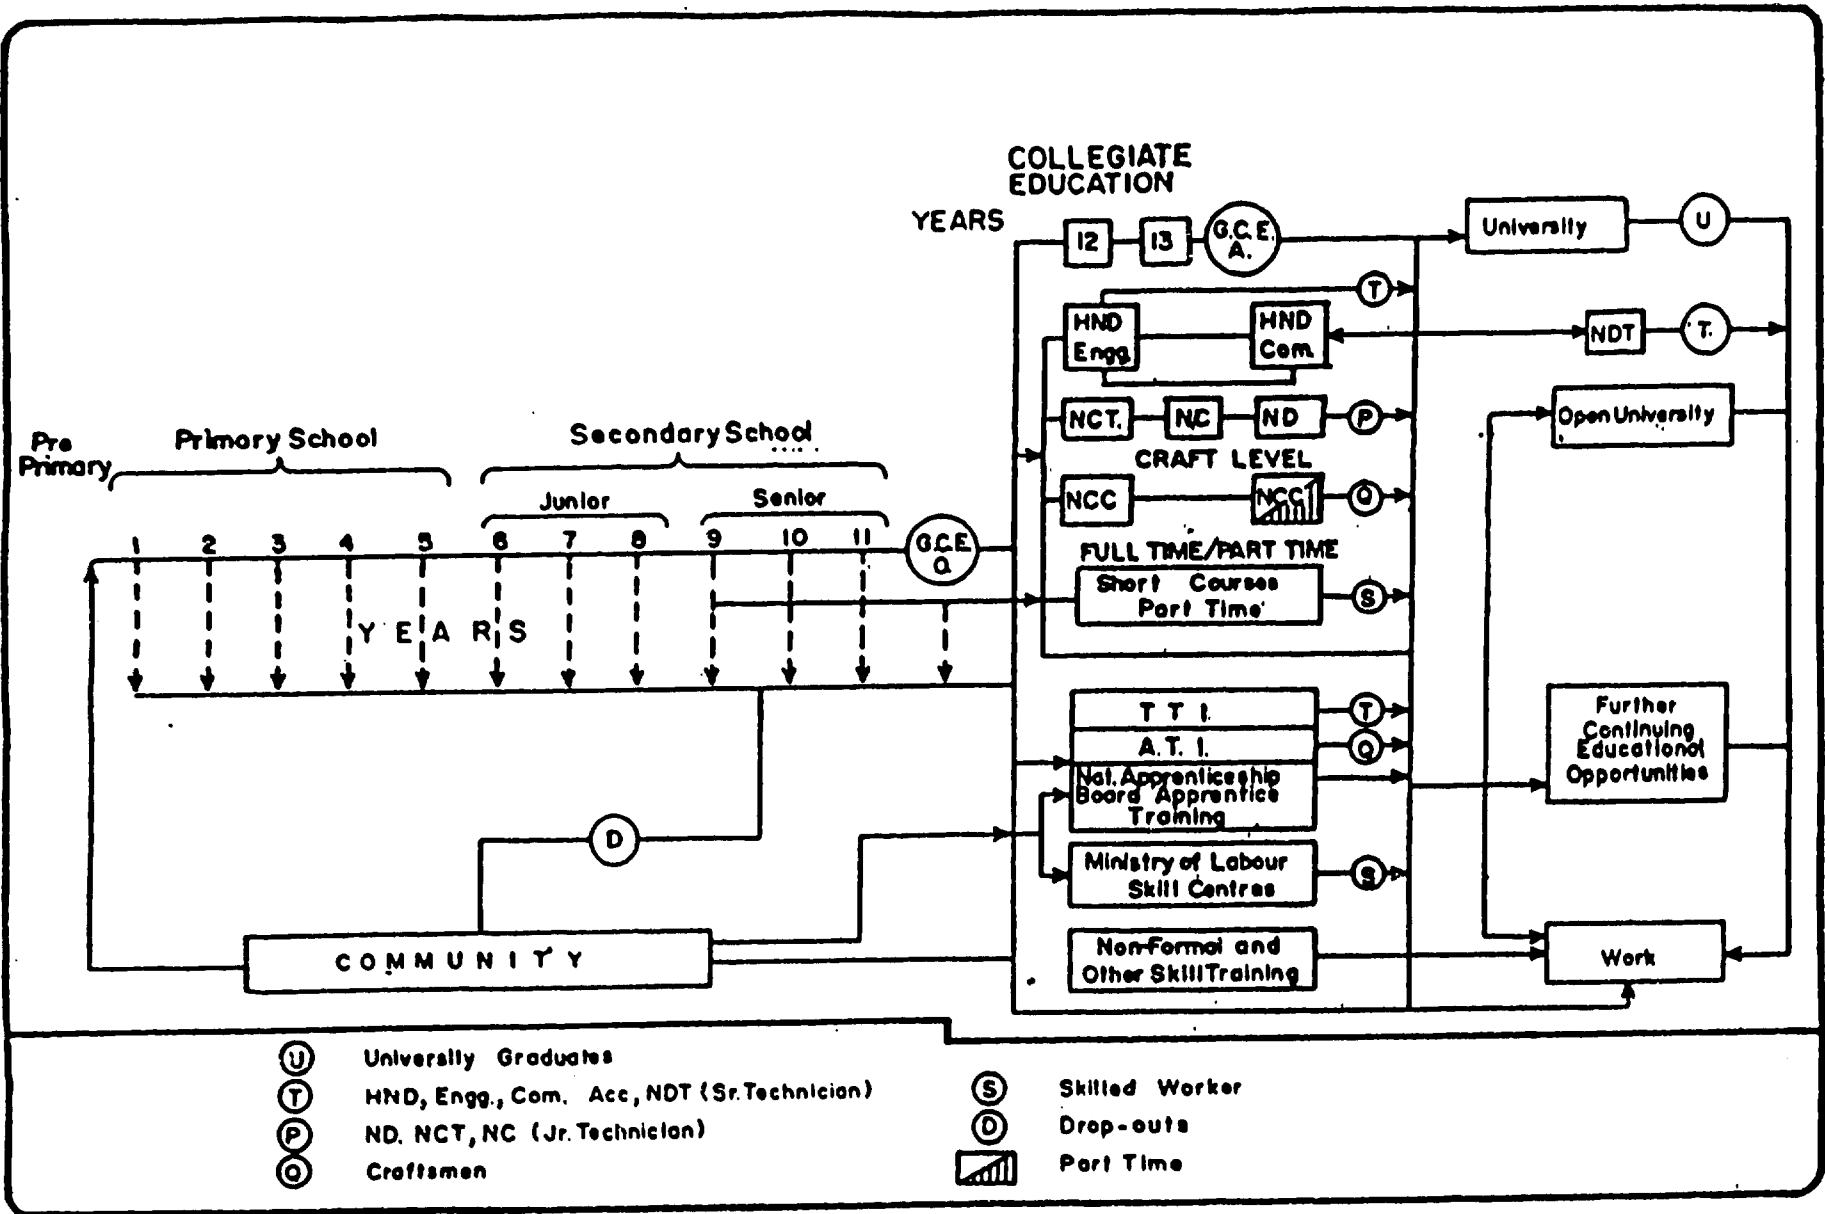 COLLEGIATE
EDUCATION
YEARS
12
13
G.C.E.
A.
University
U
T
HND
Engg.
HND
Com.
NDT
T.
NCT.
N/C
ND
P
Open University
CRAFT LEVEL
NCC
NCC
Q
FULL TIME/PART TIME
Short Courses
Part Time
S
Pre
Primary
Primary School
Secondary School
Junior
Senior
1
2
3
4
5
6
7
8
9
10
11
G.C.E
O.
YEARS
T T I.
T
A.T.I.
Q
Nat. Apprenticeship
Board Apprentice
Training
Further
Continuing
Educational
Opportunities
D
Ministry of Labour
Skill Centres
S
COMMUNITY
Non-Formal and
Other Skill Training
Work
U University Graduates
T HND, Engg., Com. Acc, NDT (Sr. Technician)
P ND. NCT, NC (Jr. Technician)
Q Craftsmen
S Skilled Worker
D Drop-outs
Part Time